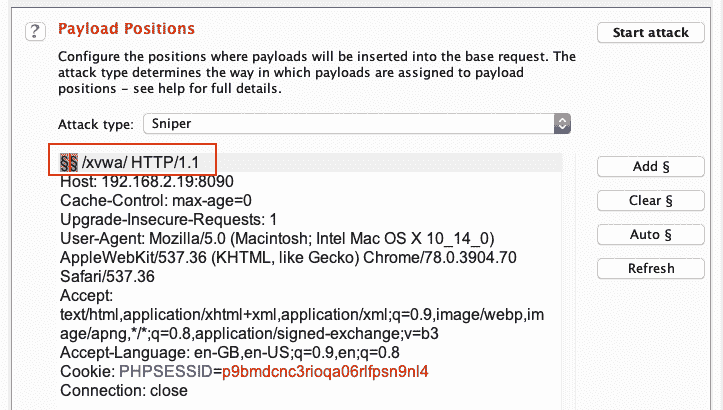 ? Payload Positions Start attack
Configure the positions where payloads will be inserted into the base request. The
attack type determines the way in which payloads are assigned to payload
positions – see help for full details.
Attack type: Sniper
§§ /xvwa/ HTTP/1.1
Add §
Host: 192.168.2.19:8090
Cache-Control: max-age=0
Clear §
Upgrade-Insecure-Requests: 1
User-Agent: Mozilla/5.0 (Macintosh; Intel Mac OS X 10_14_0)
Auto §
AppleWebKit/537.36 (KHTML, like Gecko) Chrome/78.0.3904.70
Safari/537.36
Refresh
Accept:
text/html,application/xhtml+xml,application/xml;q=0.9,image/webp,im
age/apng,*/*;q=0.8,application/signed-exchange;v=b3
Accept-Language: en-GB,en-US;q=0.9,en;q=0.8
Cookie: PHPSESSID=p9bmdcnc3rioqa06rlfpsn9nl4
Connection: close